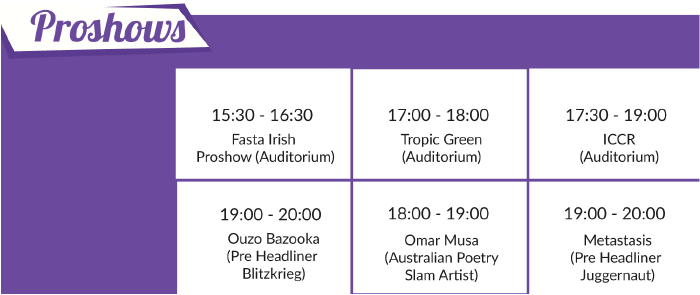 Proshows
15:30 - 16:30
Fasta Irish
Proshow (Auditorium)
17:00 - 18:00
Tropic Green
(Auditorium)
17:30 - 19:00
ICCR
(Auditorium)
19:00 - 20:00
Ouzo Bazooka
(Pre Headliner
Blitzkrieg)
18:00 - 19:00
Omar Musa
(Australian Poetry
Slam Artist)
19:00 - 20:00
Metastasis
(Pre Headliner
Juggernaut)